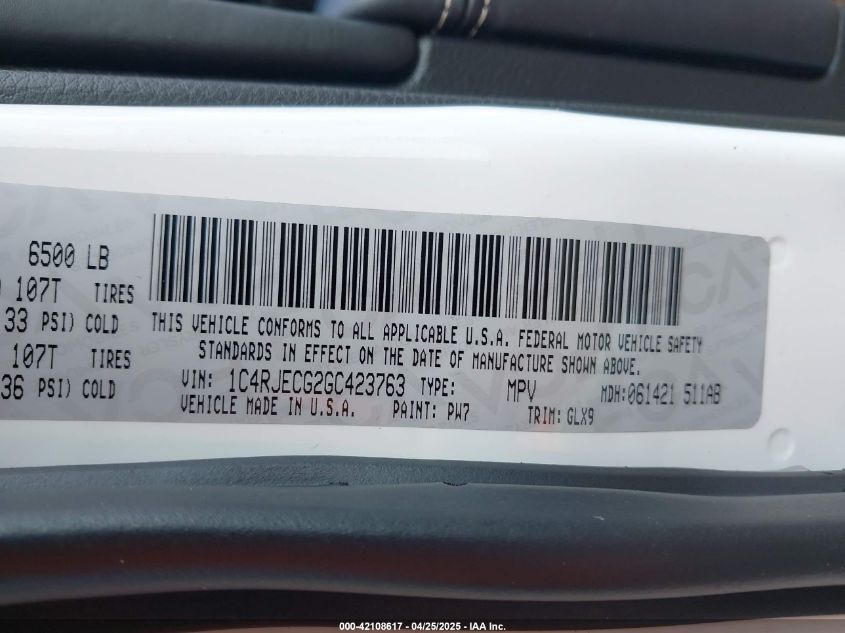 6500 LB
107T TIRES
33 PSI) COLD
107T TIRES
36 PSI) COLD
THIS VEHICLE CONFORMS TO ALL APPLICABLE U.S.A. FEDERAL MOTOR VEHICLE SAFETY
STANDARDS IN EFFECT ON THE DATE OF MANUFACTURE SHOWN ABOVE.
VIN: 1C4RJECG2GC423763 TYPE: MPV MDH:061421 511AB
VEHICLE MADE IN U.S.A. PAINT: PW7 TRIM: GLX9
000-42108617 - 04/25/2025 - IAA Inc.